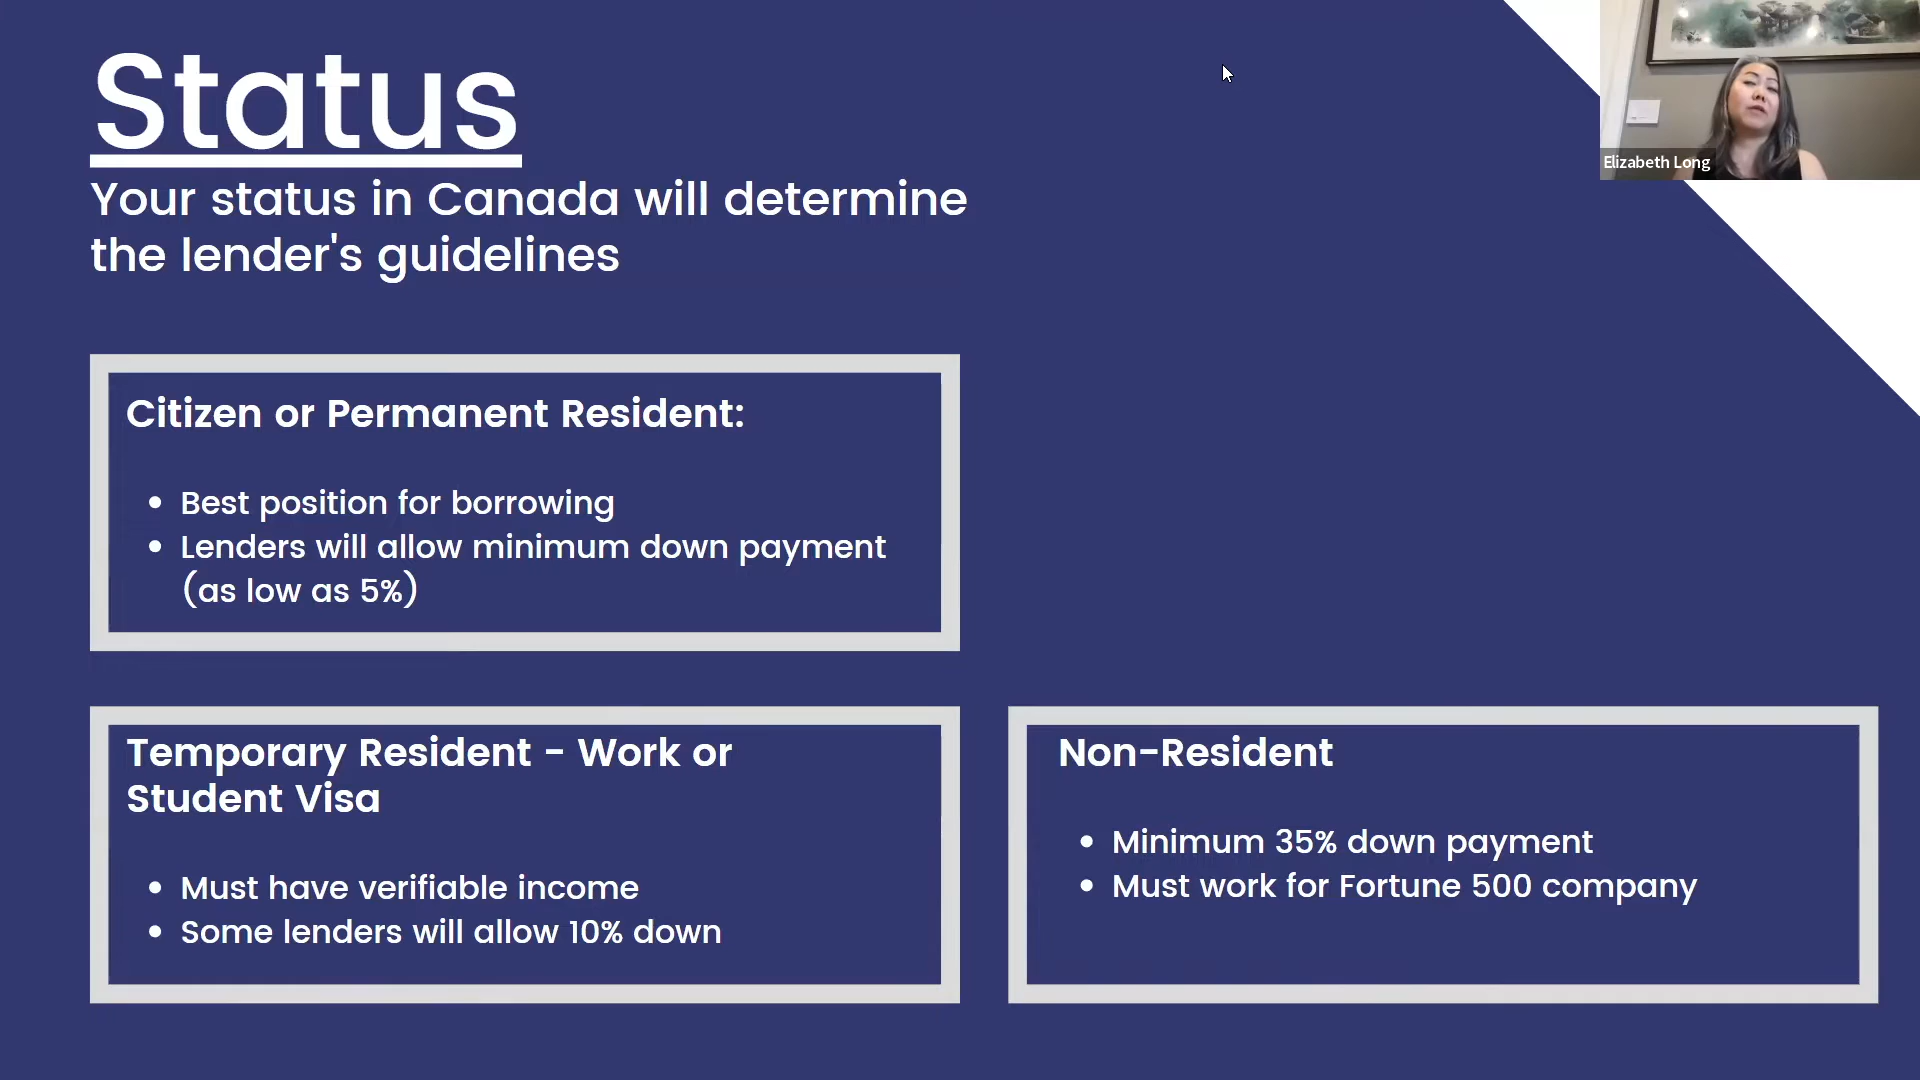 Status
Your status in Canada will determine
the lender's guidelines
Elizabeth Long
Citizen or Permanent Resident:
• Best position for borrowing
• Lenders will allow minimum down payment
(as low as 5%)
Temporary Resident - Work or
Student Visa
• Must have verifiable income
• Some lenders will allow 10% down
Non-Resident
• Minimum 35% down payment
• Must work for Fortune 500 company